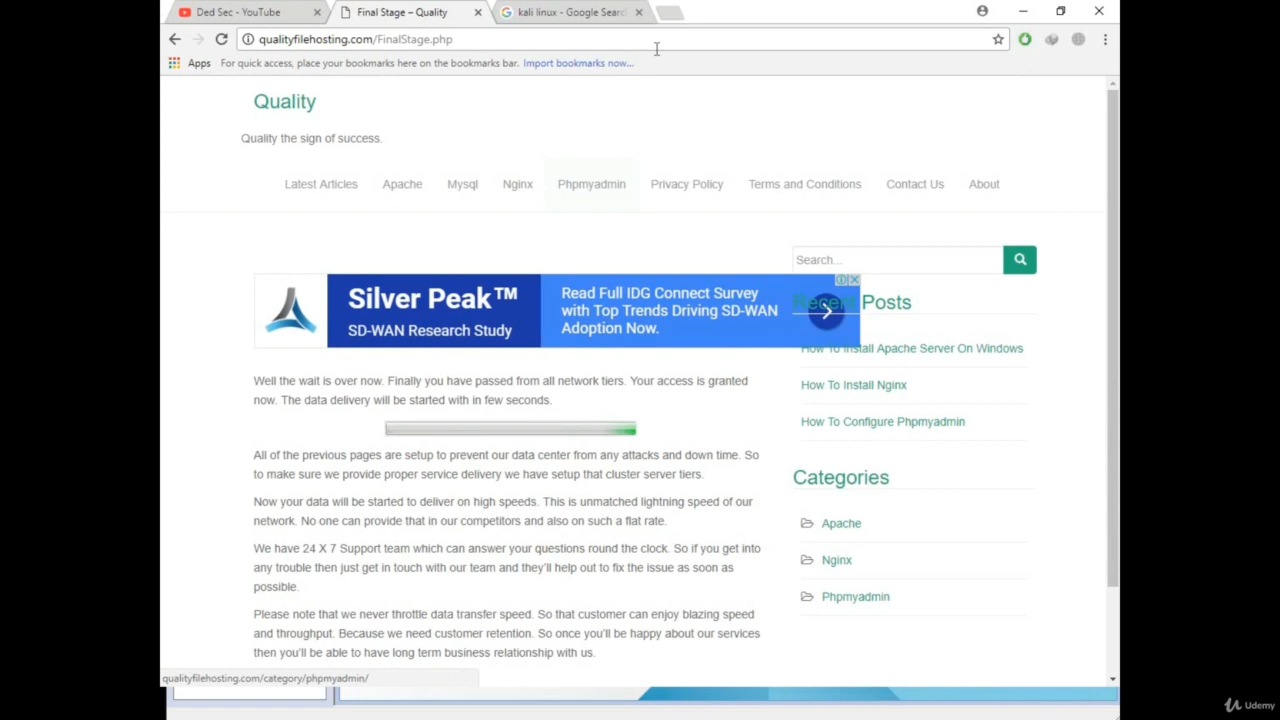 Ded Sec - YouTube
Final Stage – Quality
kali linux - Google Searc
qualityfilehosting.com/FinalStage.php
Apps For quick access, place your bookmarks here on the bookmarks bar. Import bookmarks now...
Quality
Quality the sign of success.
Latest Articles Apache Mysql Nginx Phpmyadmin Privacy Policy Terms and Conditions Contact Us About
Search...
Silver Peak™
SD-WAN Research Study
Read Full IDG Connect Survey
with Top Trends Driving SD-WAN
Adoption Now.
Recent Posts
How To Install Apache Server On Windows
How To Install Nginx
How To Configure Phpmyadmin
Well the wait is over now. Finally you have passed from all network tiers. Your access is granted
now. The data delivery will be started with in few seconds.
All of the previous pages are setup to prevent our data center from any attacks and down time. So
to make sure we provide proper service delivery we have setup that cluster server tiers.
Now your data will be started to deliver on high speeds. This is unmatched lightning speed of our
network. No one can provide that in our competitors and also on such a flat rate.
We have 24 X 7 Support team which can answer your questions round the clock. So if you get into
any trouble then just get in touch with our team and they'll help out to fix the issue as soon as
possible.
Please note that we never throttle data transfer speed. So that customer can enjoy blazing speed
and throughput. Because we need customer retention. So once you'll be happy about our services
then you'll be able to have long term business relationship with us.
Categories
Apache
Nginx
Phpmyadmin
qualityfilehosting.com/category/phpmyadmin/
Udemy